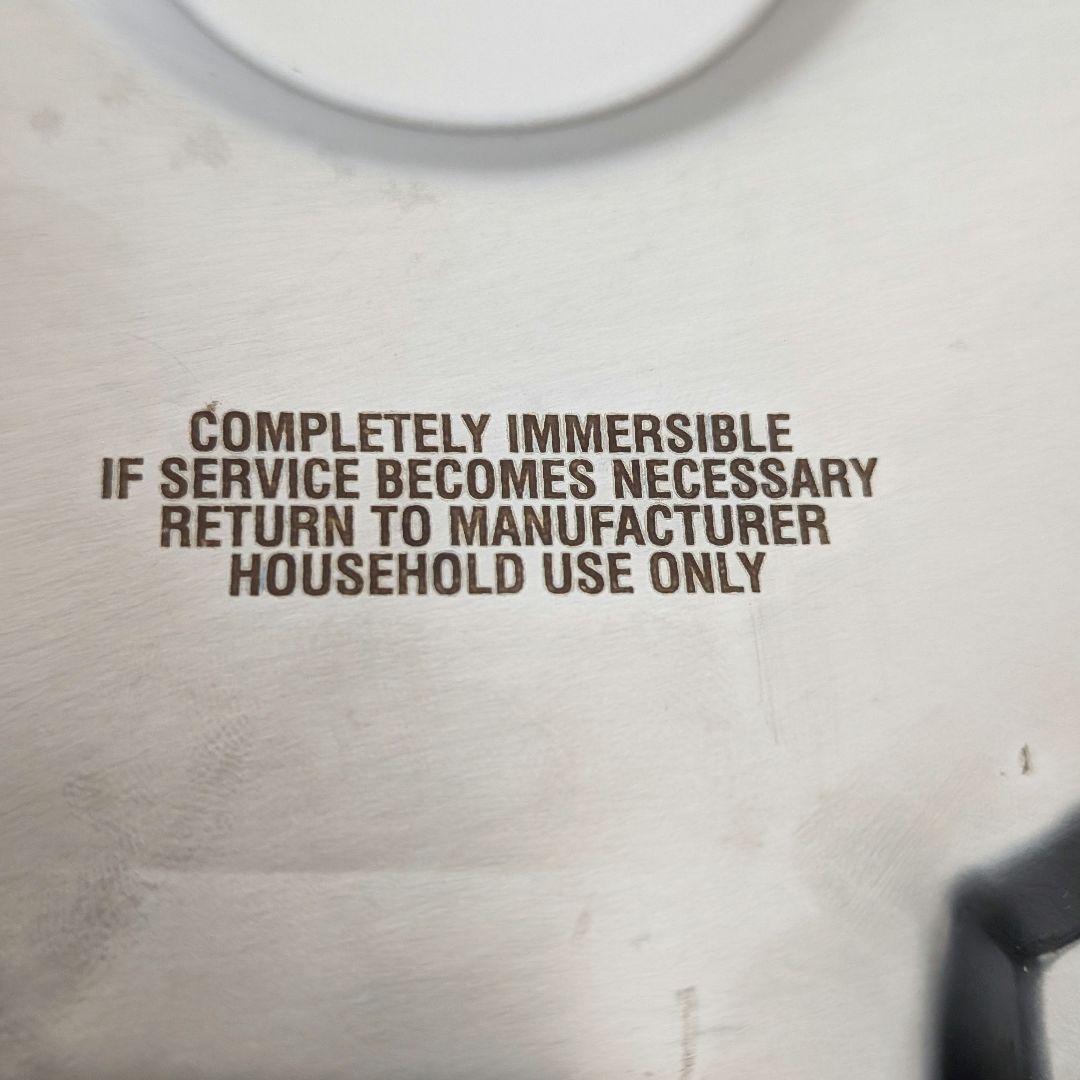 COMPLETELY IMMERSIBLE
IF SERVICE BECOMES NECESSARY
RETURN TO MANUFACTURER
HOUSEHOLD USE ONLY